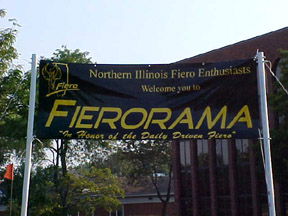 Fiero
Northern Illinois Fiero Enthusiasts
Welcome you to
FIERORAMA
"In Honor of the Daily Driven Fiero"